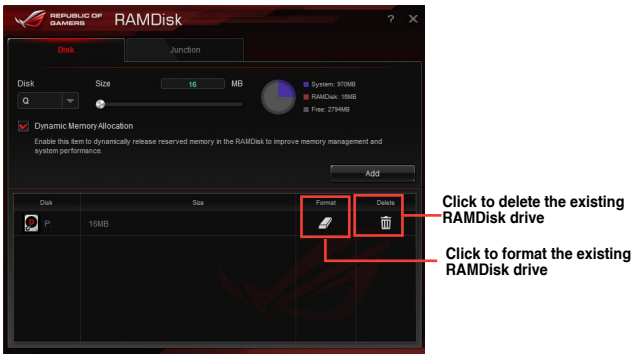 REPUBLIC OF
GAMERS
RAMDisk
? ×
Disk
Junction
Disk
Size
16
MB
Q
System: 970MB
RAMDisk: 16MB
Free: 2794MB
Dynamic Memory Allocation
Enable this item to dynamically release reserved memory in the RAMDisk to improve memory management and
system performance.
Add
Disk
Size
Format
Delete
P:
16MB
Click to delete the existing
RAMDisk drive
Click to format the existing
RAMDisk drive